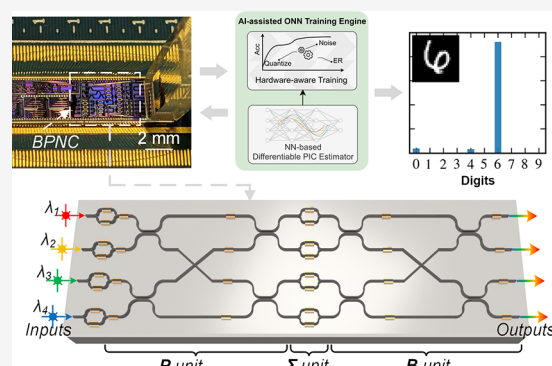 AI-assisted ONN Training Engine
Acc
Noise
Quantize
ER
Hardware-aware Training
NN-based
Differentiable PIC Estimator
BPNC
2 mm
0 1 2 3 4 5 6 7 8 9
Digits
λ1
λ2
λ3
λ4
Inputs
Outputs
unit
Σ unit
unit